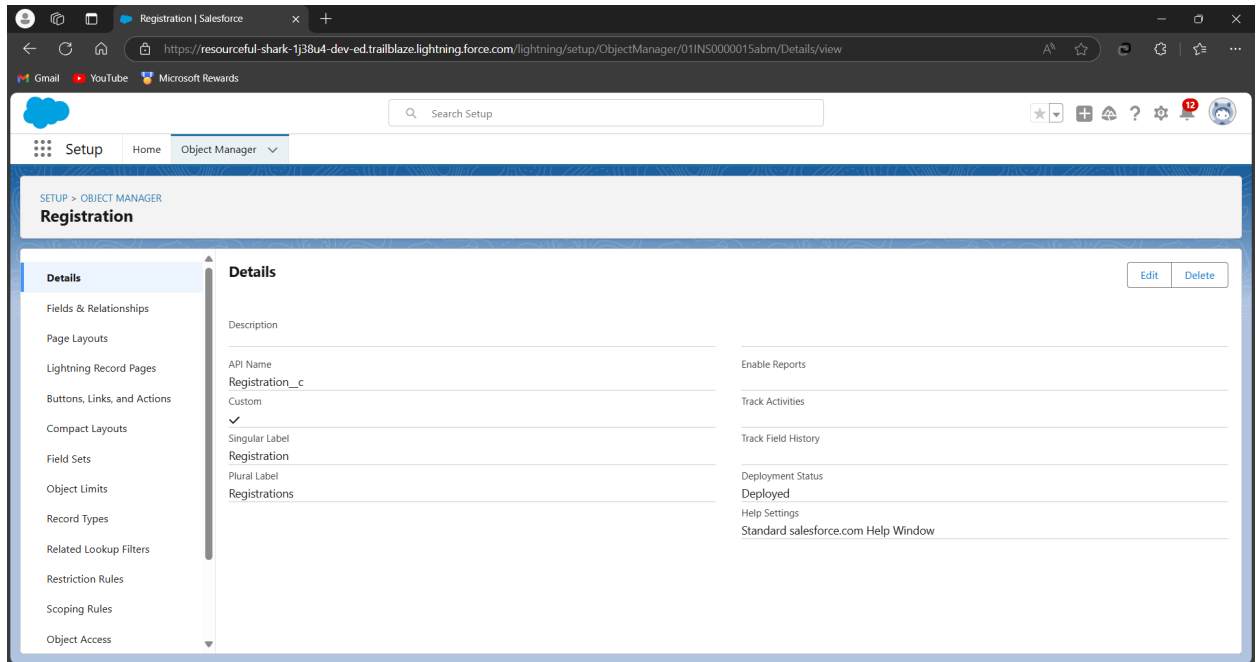 Registration | Salesforce
https://resourceful-shark-1j38u4-dev-ed.trailblaze.lightning.force.com/lightning/setup/ObjectManager/01INS0000015abm/Details/view
Gmail YouTube Microsoft Rewards
Search Setup
12
Setup Home Object Manager
SETUP > OBJECT MANAGER
Registration
Details
Fields & Relationships
Page Layouts
Lightning Record Pages
Buttons, Links, and Actions
Compact Layouts
Field Sets
Object Limits
Record Types
Related Lookup Filters
Restriction Rules
Scoping Rules
Object Access
Details
Edit Delete
Description
API Name
Registration__c
Custom
Singular Label
Registration
Plural Label
Registrations
Enable Reports
Track Activities
Track Field History
Deployment Status
Deployed
Help Settings
Standard salesforce.com Help Window